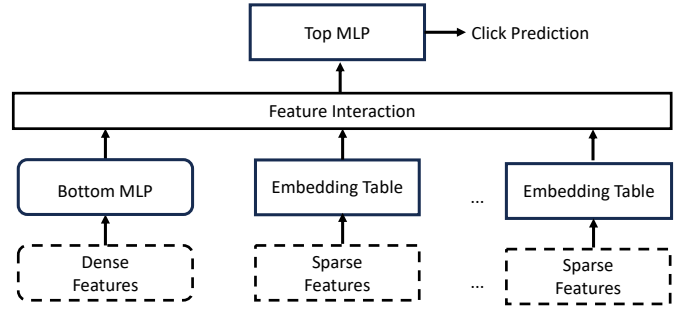 Top MLP
Click Prediction
Feature Interaction
Bottom MLP
Embedding Table
...
Embedding Table
Dense
Features
Sparse
Features
...
Sparse
Features